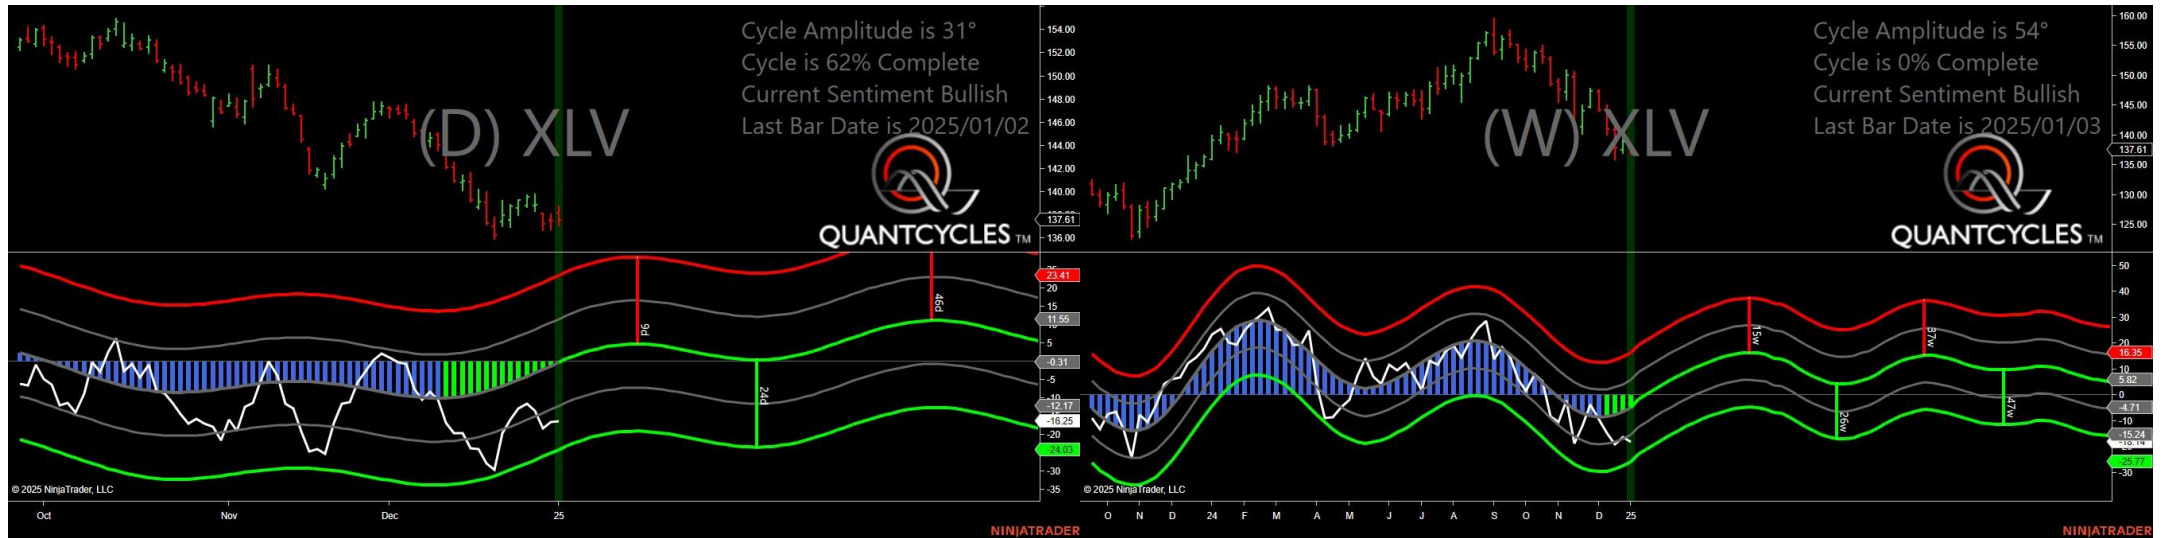 Cycle Amplitude is 31°
Cycle is 62% Complete
Current Sentiment Bullish
Last Bar Date is 2025/01/02
(D) XLV
QUANTCYCLES TM
154.00
152.00
150.00
148.00
146.00
144.00
142.00
140.00
137.61
136.00
23.41
20
15
11.55
5
-0.31
-5
-10
-12.17
-16.25
-20
-24.03
-30
-35
9d
24d
46d
© 2025 NinjaTrader, LLC
Oct
Nov
Dec
25
NINJATRADER
Cycle Amplitude is 54°
Cycle is 0% Complete
Current Sentiment Bullish
Last Bar Date is 2025/01/03
(W) XLV
QUANTCYCLES TM
160.00
155.00
150.00
145.00
140.00
137.61
135.00
130.00
125.00
50
40
30
20
16.35
10
5.82
0
-4.71
-10
-15.24
-25.77
-30
15w
26w
37w
47w
© 2025 NinjaTrader, LLC
O
N
D
24
F
M
A
M
J
J
A
S
O
N
D
25
NINJATRADER